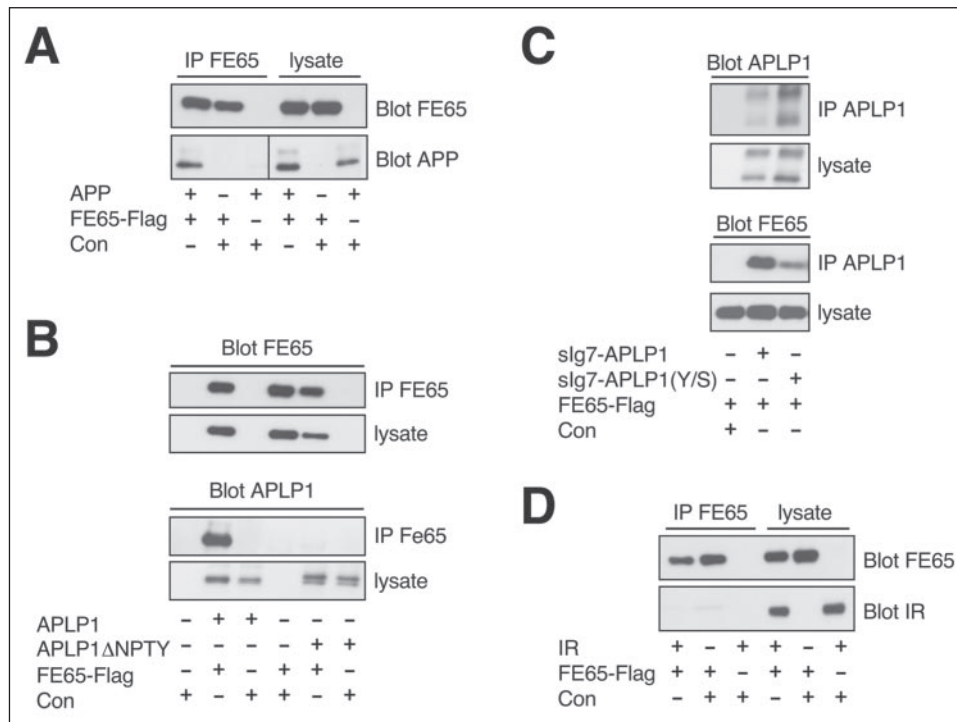 A
IP FE65 lysate
Blot FE65
Blot APP
APP + – + + – +
FE65-Flag + + – + + –
Con – + + – + +
B
Blot FE65
IP FE65
lysate
Blot APLP1
IP Fe65
lysate
APLP1 – + + – – –
APLP1ΔNPTY – – – – + +
FE65-Flag – + – + + –
Con + – + + – +
C
Blot APLP1
IP APLP1
lysate
Blot FE65
IP APLP1
lysate
sIg7-APLP1 – + –
sIg7-APLP1(Y/S) – – +
FE65-Flag + + +
Con + – –
D
IP FE65 lysate
Blot FE65
Blot IR
IR + – + + – +
FE65-Flag + + – + + –
Con – + + – + +